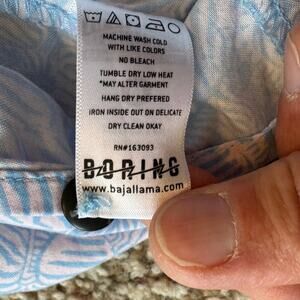 MACHINE WASH COLD
WITH LIKE COLORS
NO BLEACH
TUMBLE DRY LOW HEAT
*MAY ALTER GARMENT
HANG DRY PREFERED
IRON INSIDE OUT ON DELICATE
DRY CLEAN OKAY
RN#163093
BORING
www.bajallama.com